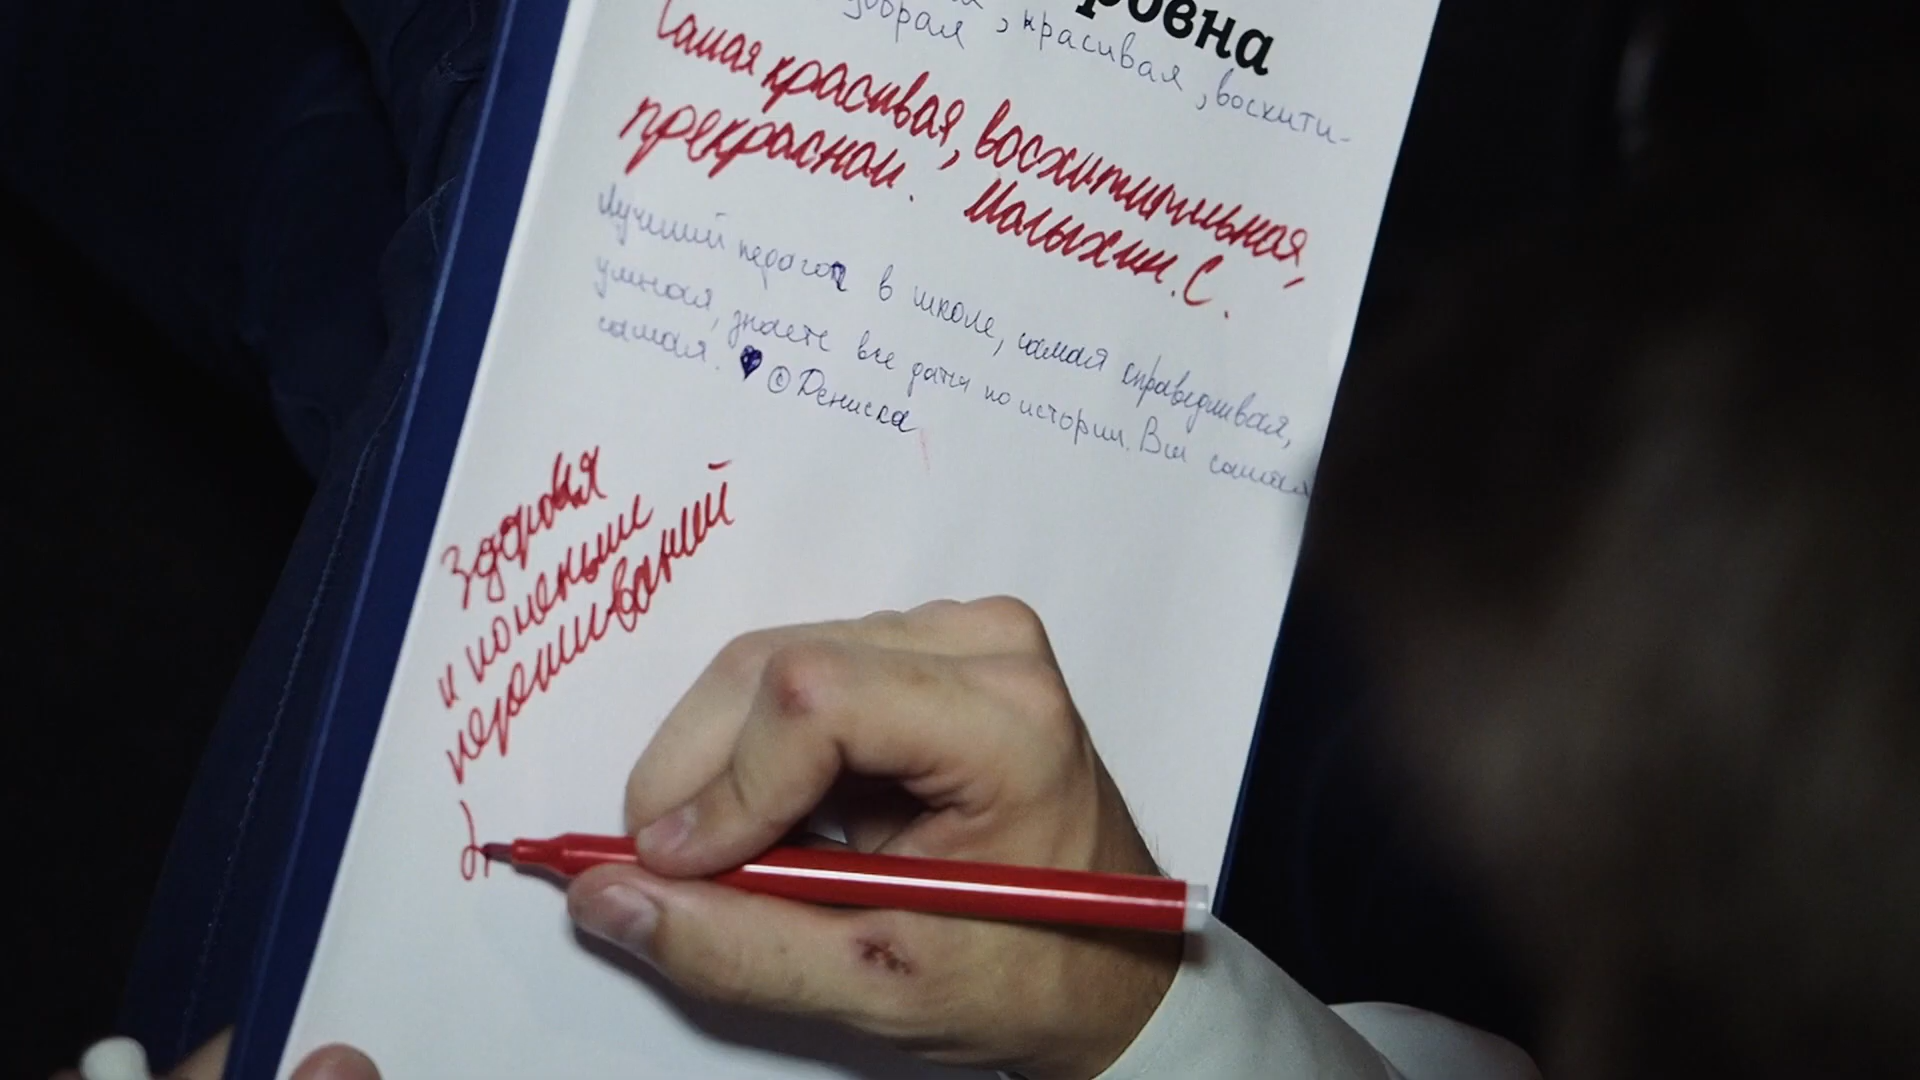 ровна
добрая, красивая, восхити-
Самая красивая, восхитительная,
прекрасная. Малыхин. С.
Лучший педагог в школе, самая справедливая,
умная, знаете все даты по истории. Вы самая
самая. ♥ © Дениска
Здоровья
и поменьше
переживаний